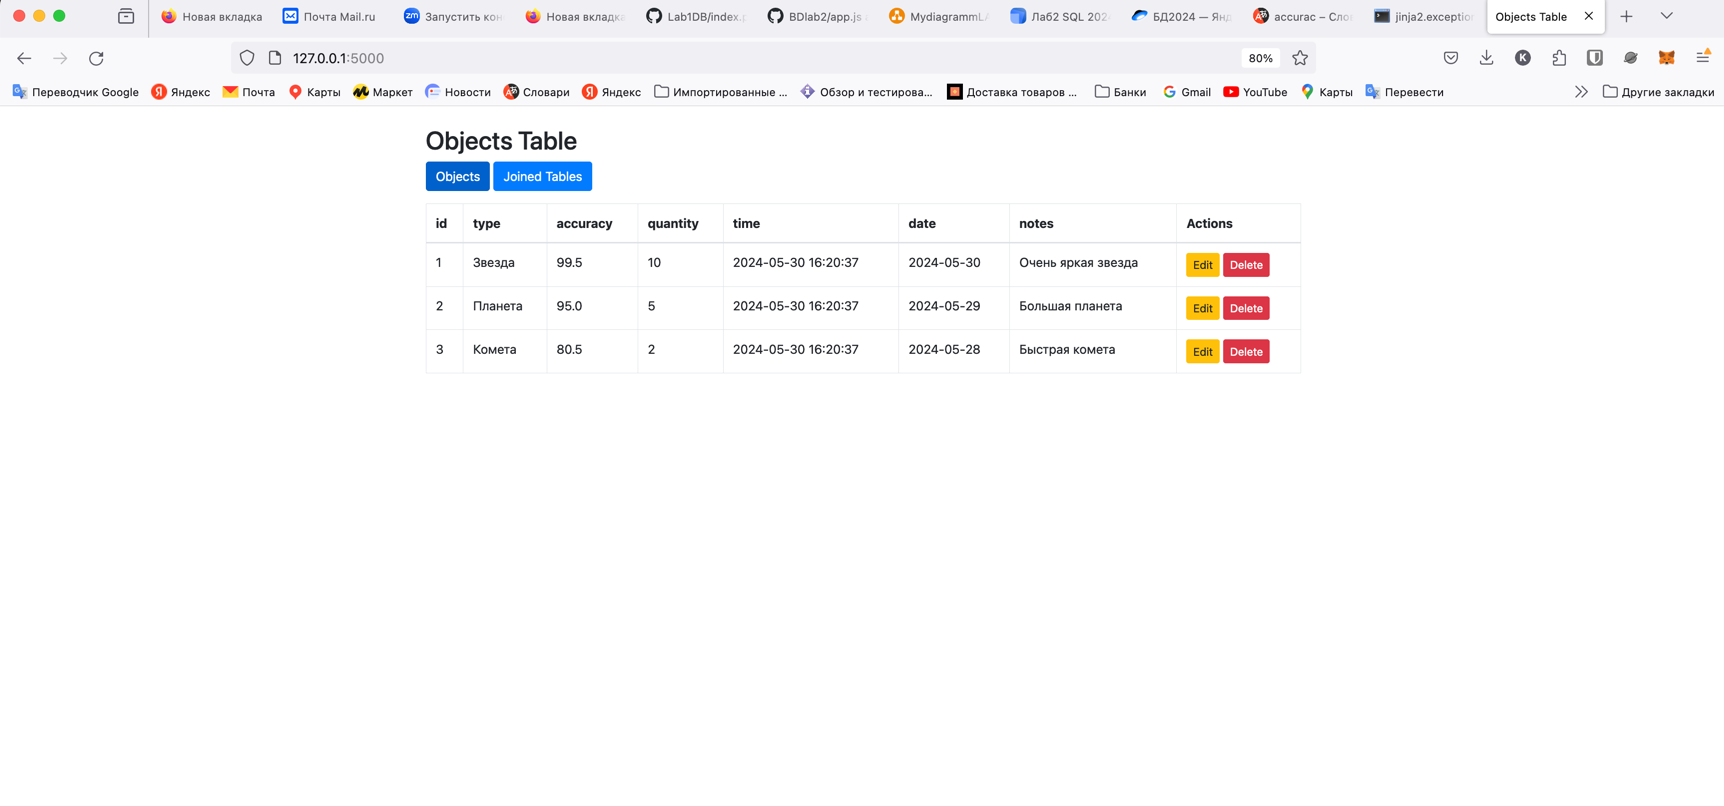 Новая вкладка Почта Mail.ru Запустить кон Новая вкладка Lab1DB/index.p BDlab2/app.js MydiagrammLA Лаб2 SQL 202 БД2024 — Янд accurac – Сло jinja2.exception Objects Table
127.0.0.1:5000 80% K
Переводчик Google Яндекс Почта Карты Маркет Новости Словари Яндекс Импортированные ... Обзор и тестирова... Доставка товаров ... Банки Gmail YouTube Карты Перевести Другие закладки
Objects Table
Objects Joined Tables
id type accuracy quantity time date notes Actions
1 Звезда 99.5 10 2024-05-30 16:20:37 2024-05-30 Очень яркая звезда Edit Delete
2 Планета 95.0 5 2024-05-30 16:20:37 2024-05-29 Большая планета Edit Delete
3 Комета 80.5 2 2024-05-30 16:20:37 2024-05-28 Быстрая комета Edit Delete